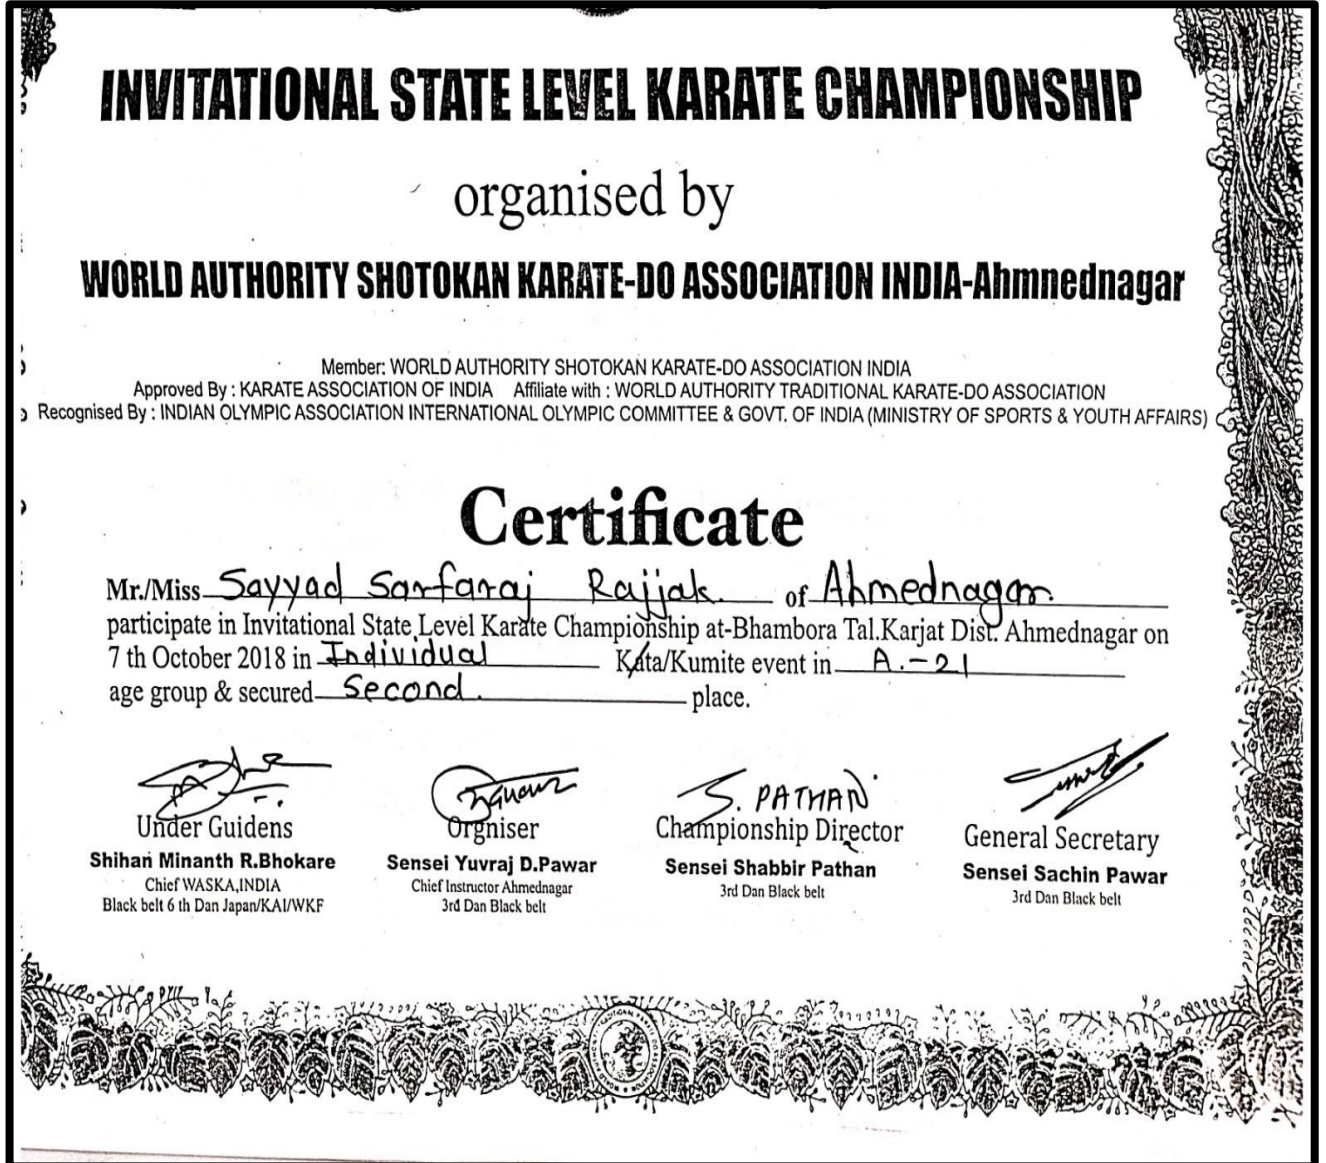 INVITATIONAL STATE LEVEL KARATE CHAMPIONSHIP
organised by
WORLD AUTHORITY SHOTOKAN KARATE-DO ASSOCIATION INDIA-Ahmnednagar
Member: WORLD AUTHORITY SHOTOKAN KARATE-DO ASSOCIATION INDIA
Approved By : KARATE ASSOCIATION OF INDIA Affiliate with : WORLD AUTHORITY TRADITIONAL KARATE-DO ASSOCIATION
Recognised By : INDIAN OLYMPIC ASSOCIATION INTERNATIONAL OLYMPIC COMMITTEE & GOVT. OF INDIA (MINISTRY OF SPORTS & YOUTH AFFAIRS)
Certificate
Mr./Miss Sayyad Sarfaraj Rajjak. of Ahmednagar.
participate in Invitational State Level Karate Championship at-Bhambora Tal.Karjat Dist. Ahmednagar on
7 th October 2018 in Individual Kata/Kumite event in A.-21
age group & secured Second. place.
S. PATHAN
Under Guidens Orgniser Championship Director General Secretary
Shihan Minanth R.Bhokare Sensei Yuvraj D.Pawar Sensei Shabbir Pathan Sensei Sachin Pawar
Chief WASKA,INDIA Chief Instructor Ahmednagar 3rd Dan Black belt 3rd Dan Black belt
Black belt 6 th Dan Japan/KAI/WKF 3rd Dan Black belt